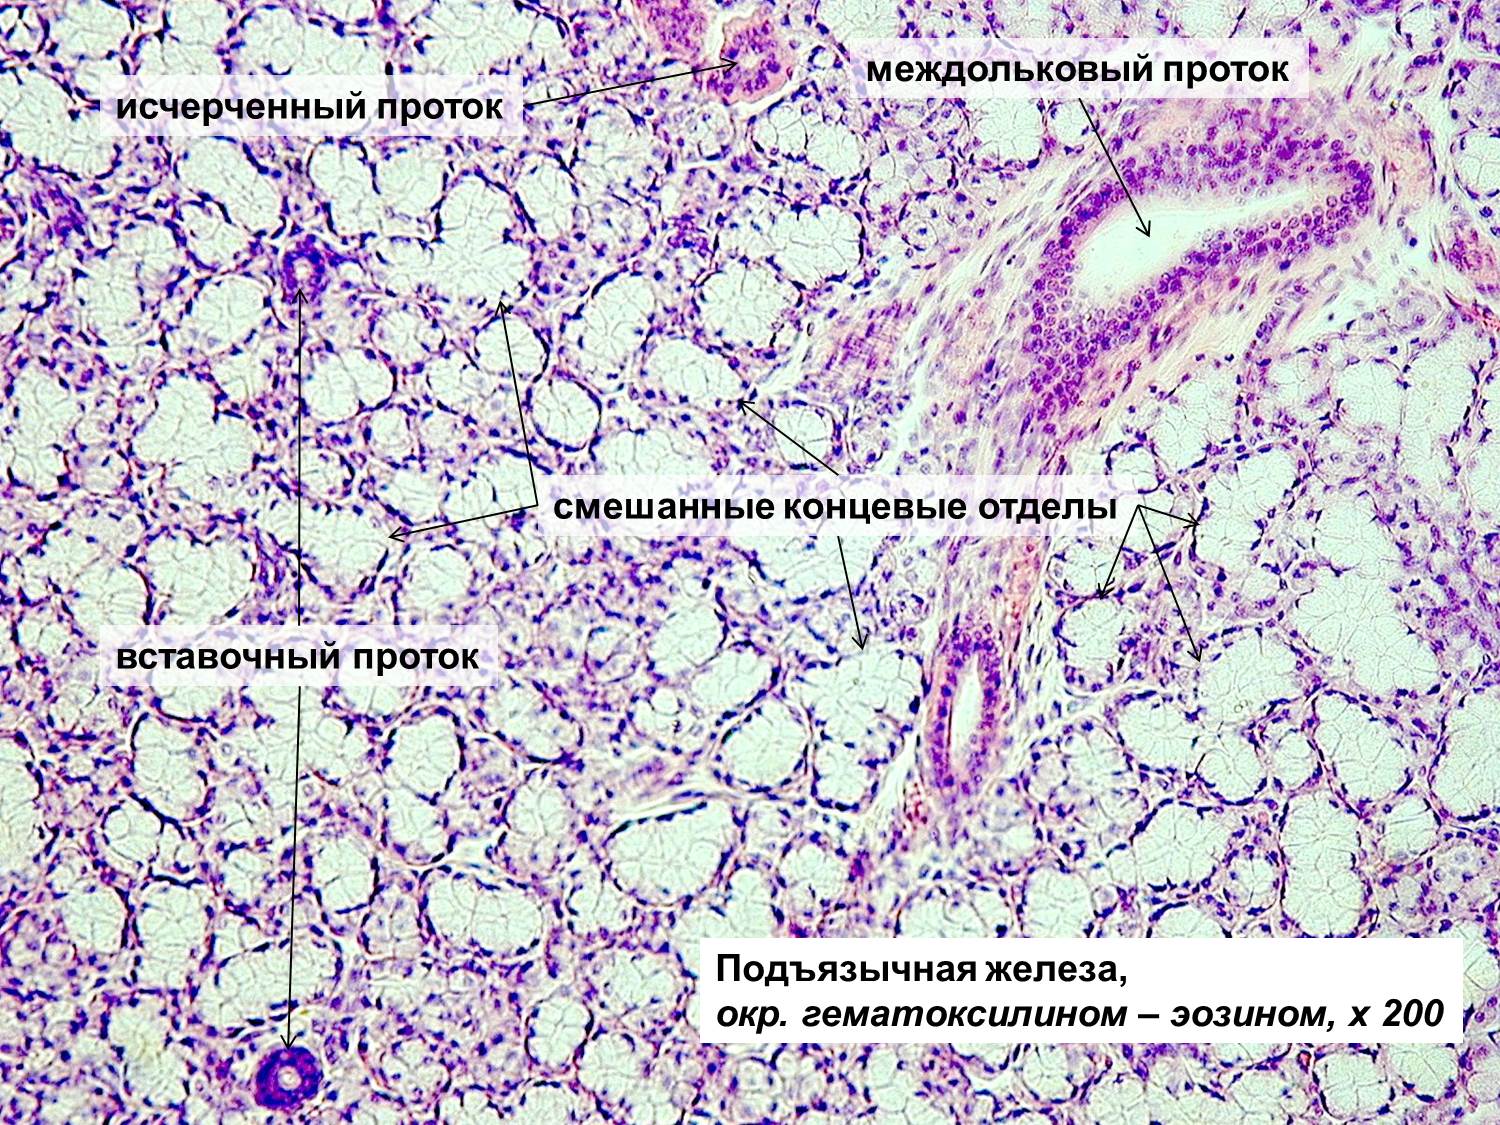 междольковый проток
исчерченный проток
смешанные концевые отделы
вставочный проток
Подъязычная железа,
окр. гематоксилином – эозином, х 200